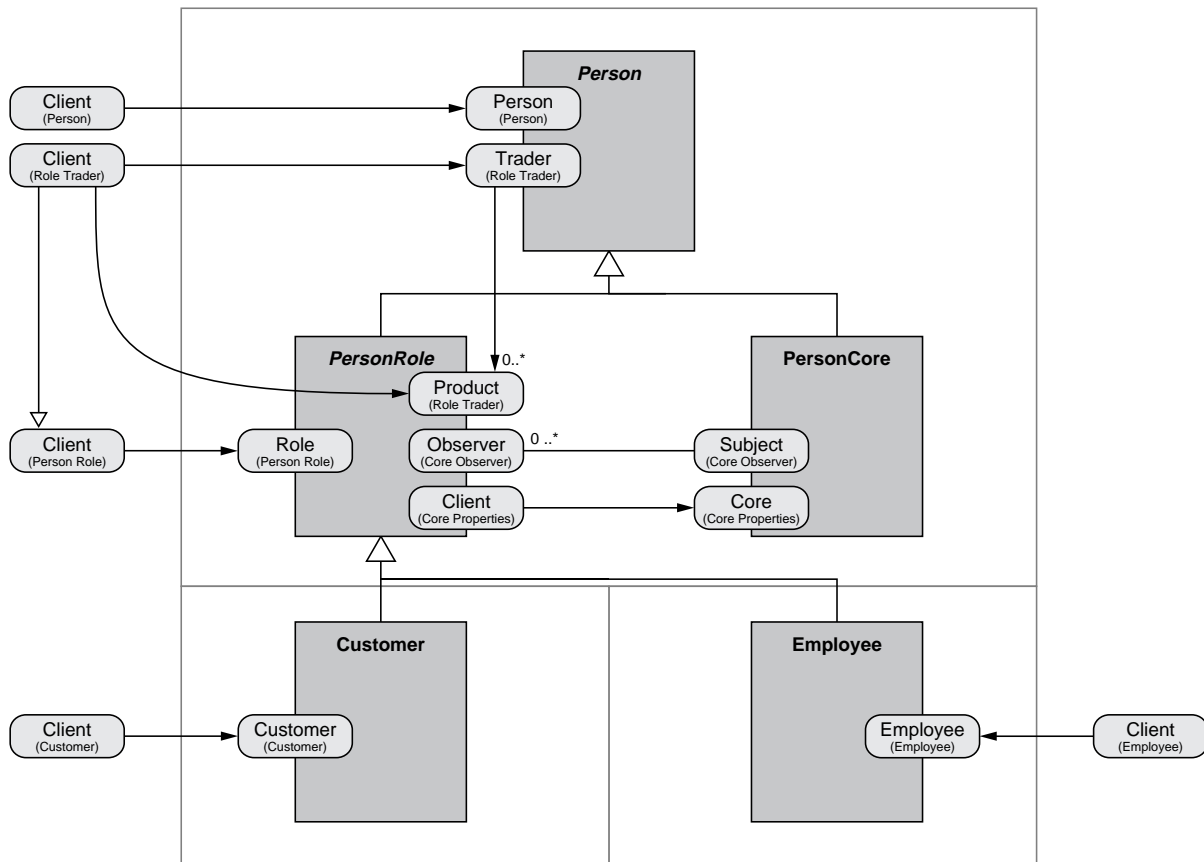 Person
Client
(Person)
Person
(Person)
Client
(Role Trader)
Trader
(Role Trader)
PersonRole
0..*
PersonCore
Product
(Role Trader)
Client
(Person Role)
Role
(Person Role)
Observer
(Core Observer)
0 ..*
Subject
(Core Observer)
Client
(Core Properties)
Core
(Core Properties)
Customer
Employee
Client
(Customer)
Customer
(Customer)
Employee
(Employee)
Client
(Employee)